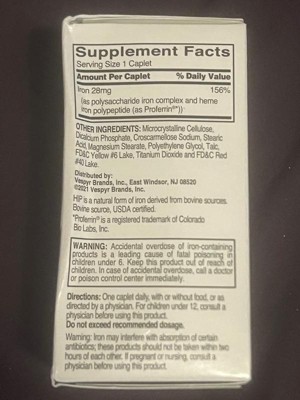 Supplement Facts
Serving Size 1 Caplet
Amount Per Caplet % Daily Value
Iron 28mg 156%
(as polysaccharide iron complex and heme
iron polypeptide (as Proferrin®*))
OTHER INGREDIENTS: Microcrystalline Cellulose,
Dicalcium Phosphate, Croscarmellose Sodium, Stearic
Acid, Magnesium Stearate, Polyethylene Glycol, Talc,
FD&C Yellow #6 Lake, Titanium Dioxide and FD&C Red
#40 Lake.
Distributed by:
Vespyr Brands, Inc., East Windsor, NJ 08520
©2021 Vespyr Brands, Inc.
HIP is a natural form of iron derived from bovine sources.
Bovine source, USDA certified.
*Proferrin® is a registered trademark of Colorado
Bio Labs, Inc.
WARNING: Accidental overdose of iron-containing
products is a leading cause of fatal poisoning in
children under 6. Keep this product out of reach of
children. In case of accidental overdose, call a doctor
or poison control center immediately.
Directions: One caplet daily, with or without food, or as
directed by a physician. For children under 12, consult a
physician before using this product.
Do not exceed recommended dosage.
Warning: Iron may interfere with absorption of certain
antibiotics; these products should not be taken within two
hours of each other. If pregnant or nursing, consult a
physician before using this product.